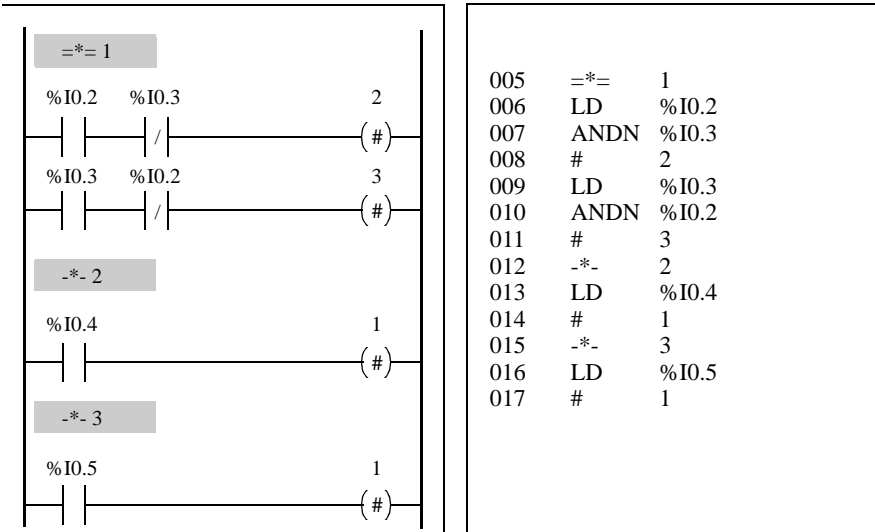 =*= 1
%I0.2 %I0.3 2
/ (#)
%I0.3 %I0.2 3
/ (#)
-*- 2
%I0.4 1
(#)
-*- 3
%I0.5 1
(#)
005 =*= 1
006 LD %I0.2
007 ANDN %I0.3
008 # 2
009 LD %I0.3
010 ANDN %I0.2
011 # 3
012 -*- 2
013 LD %I0.4
014 # 1
015 -*- 3
016 LD %I0.5
017 # 1